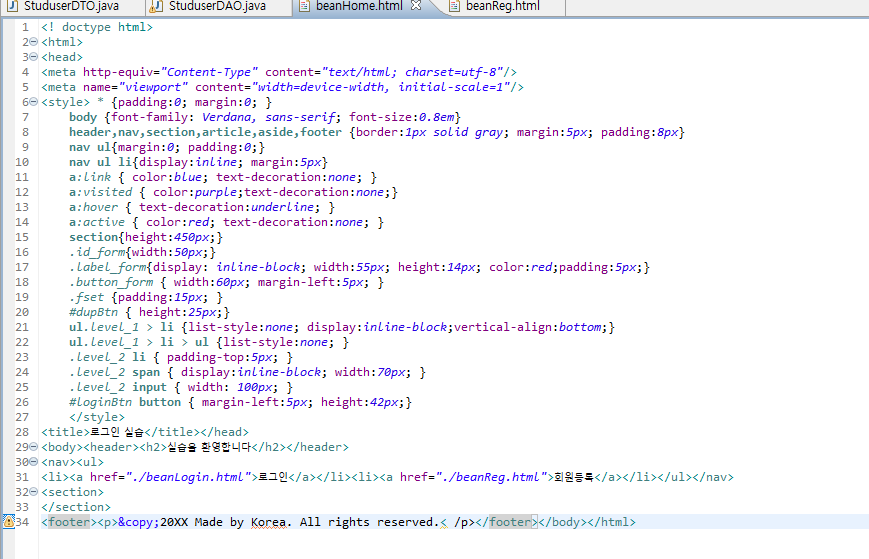 StuduserDTO.java StuduserDAO.java beanHome.html beanReg.html
1 <! doctype html>
2 <html>
3 <head>
4 <meta http-equiv="Content-Type" content="text/html; charset=utf-8"/>
5 <meta name="viewport" content="width=device-width, initial-scale=1"/>
6 <style> * {padding:0; margin:0; }
7 body {font-family: Verdana, sans-serif; font-size:0.8em}
8 header,nav,section,article,aside,footer {border:1px solid gray; margin:5px; padding:8px}
9 nav ul{margin:0; padding:0;}
10 nav ul li{display:inline; margin:5px}
11 a:link { color:blue; text-decoration:none; }
12 a:visited { color:purple;text-decoration:none;}
13 a:hover { text-decoration:underline; }
14 a:active { color:red; text-decoration:none; }
15 section{height:450px;}
16 .id_form{width:50px;}
17 .label_form{display: inline-block; width:55px; height:14px; color:red;padding:5px;}
18 .button_form { width:60px; margin-left:5px; }
19 .fset {padding:15px; }
20 #dupBtn { height:25px;}
21 ul.level_1 > li {list-style:none; display:inline-block;vertical-align:bottom;}
22 ul.level_1 > li > ul {list-style:none; }
23 .level_2 li { padding-top:5px; }
24 .level_2 span { display:inline-block; width:70px; }
25 .level_2 input { width: 100px; }
26 #loginBtn button { margin-left:5px; height:42px;}
27 </style>
28 <title>로그인 실습</title></head>
29 <body><header><h2>실습을 환영합니다</h2></header>
30 <nav><ul>
31 <li><a href="./beanLogin.html">로그인</a></li><li><a href="./beanReg.html">회원등록</a></li></ul></nav>
32 <section>
33 </section>
34 <footer><p>&copy;20XX Made by Korea. All rights reserved.< /p></footer></body></html>